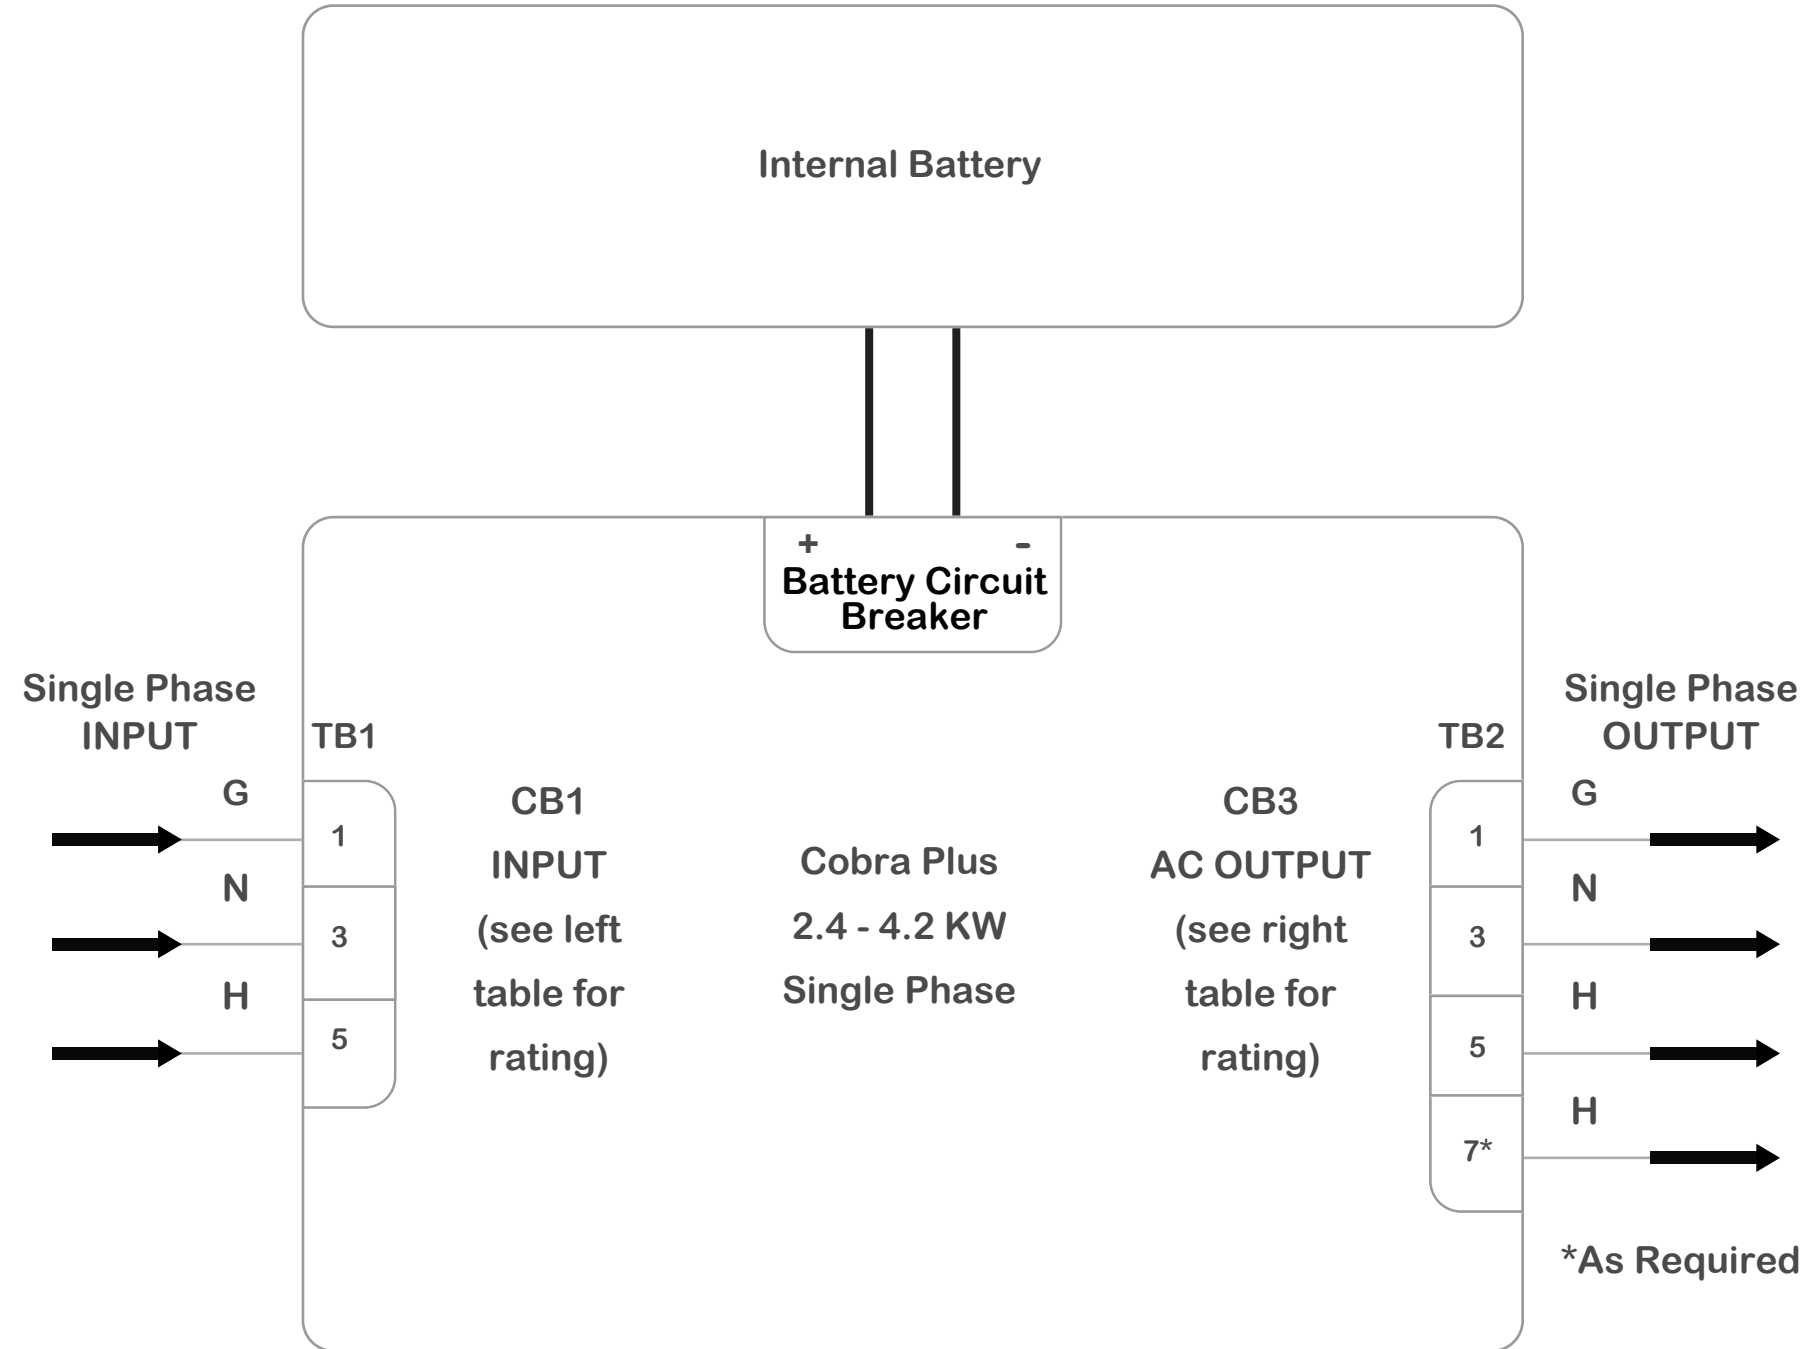 Internal Battery
+ -
Battery Circuit
Breaker
Single Phase
INPUT
TB1
G
1
N
3
H
5
CB1
INPUT
(see left
table for
rating)
Cobra Plus
2.4 - 4.2 KW
Single Phase
CB3
AC OUTPUT
(see right
table for
rating)
TB2
Single Phase
OUTPUT
1
G
3
N
5
H
7*
H
*As Required